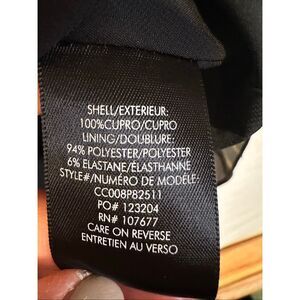 SHELL/EXTERIEUR:
100%CUPRO/CUPRO
LINING/DOUBLURE:
94% POLYESTER/POLYESTER
6% ELASTANE/ÉLASTHANNE
STYLE#/NUMÉRO DE MODÈLE:
CC008P82511
PO# 123204
RN# 107677
CARE ON REVERSE
ENTRETIEN AU VERSO